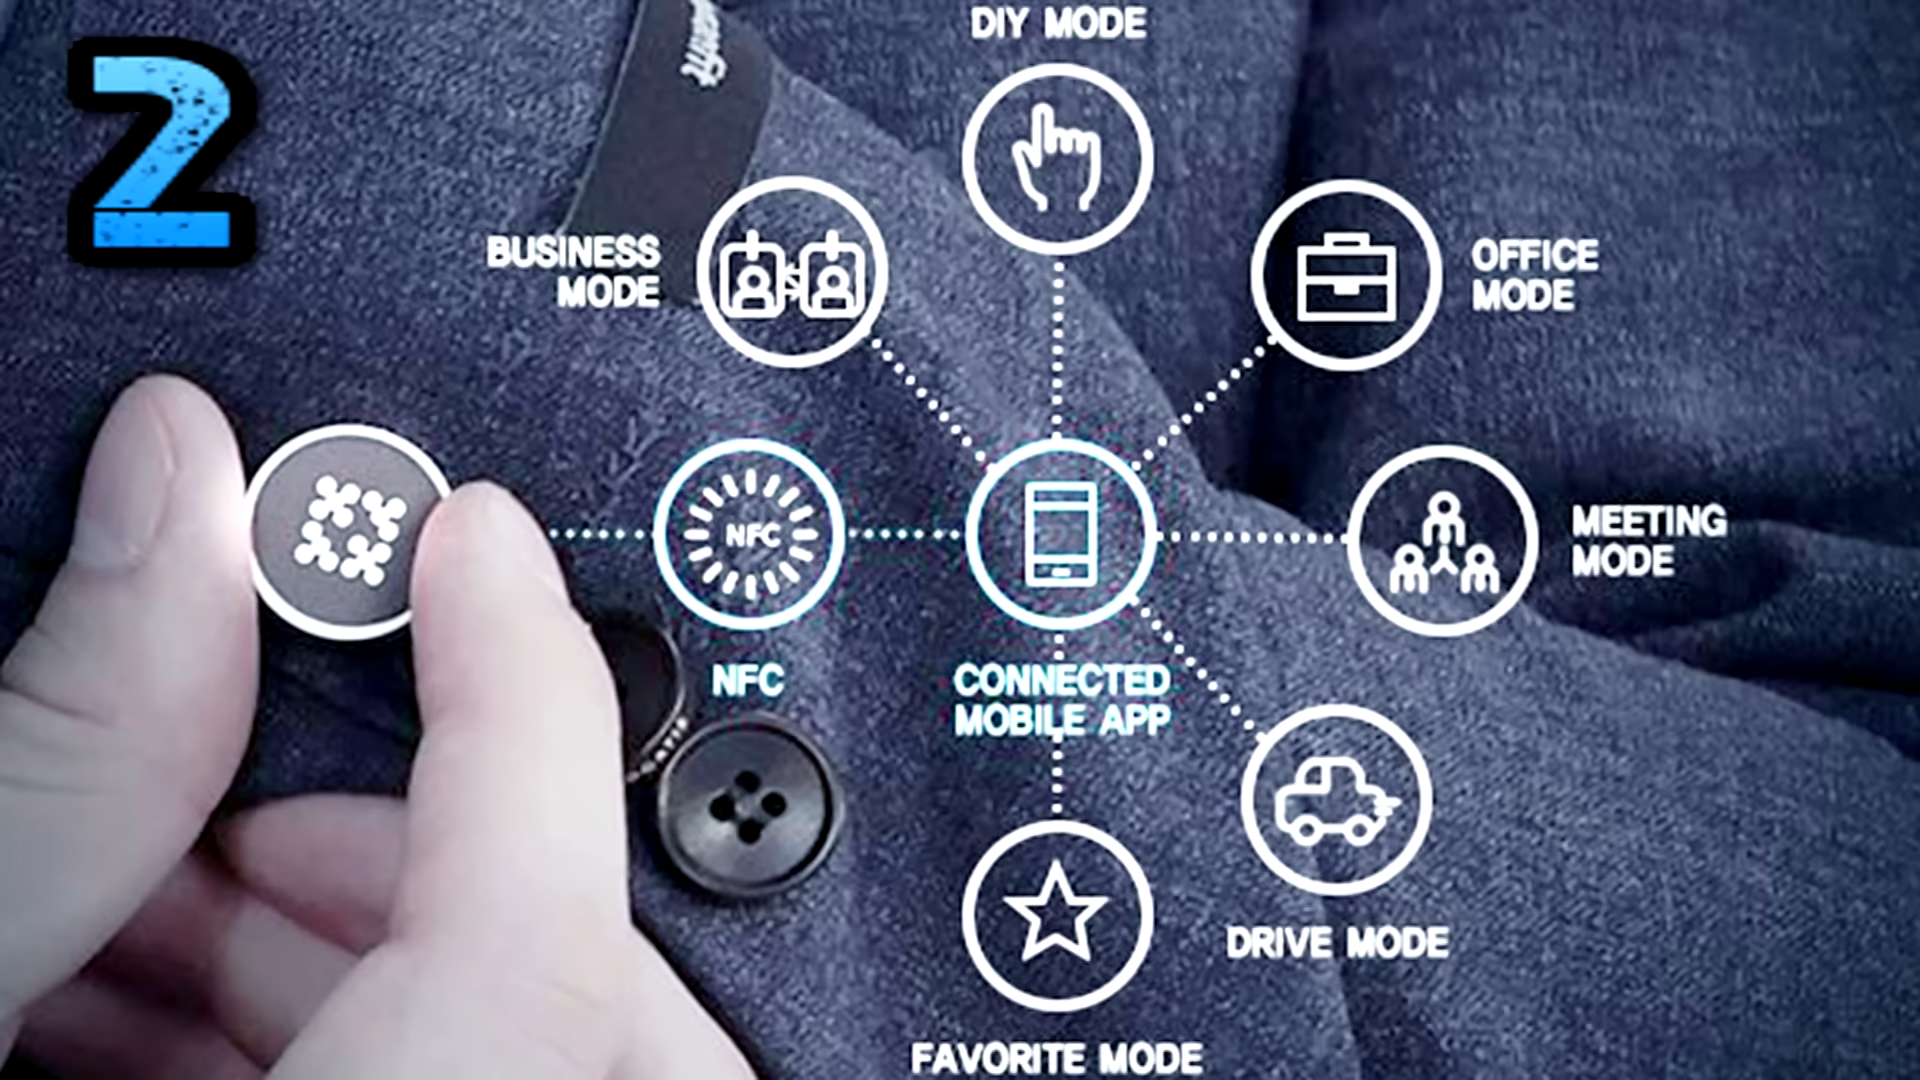 2
DIY MODE
BUSINESS
MODE
OFFICE
MODE
NFC
MEETING
MODE
NFC
CONNECTED
MOBILE APP
DRIVE MODE
FAVORITE MODE